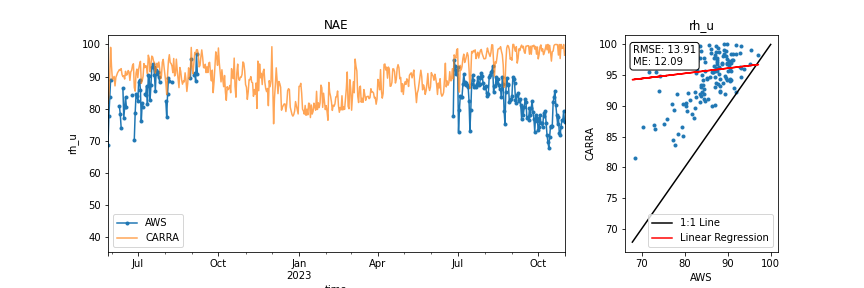 NAE
rh_u
100
90
80
70
60
50
40
rh_u
AWS
CARRA
Jul
Oct
Jan
2023
Apr
Jul
Oct
time
rh_u
RMSE: 13.91
ME: 12.09
100
95
90
85
80
75
70
CARRA
1:1 Line
Linear Regression
70
80
90
100
AWS